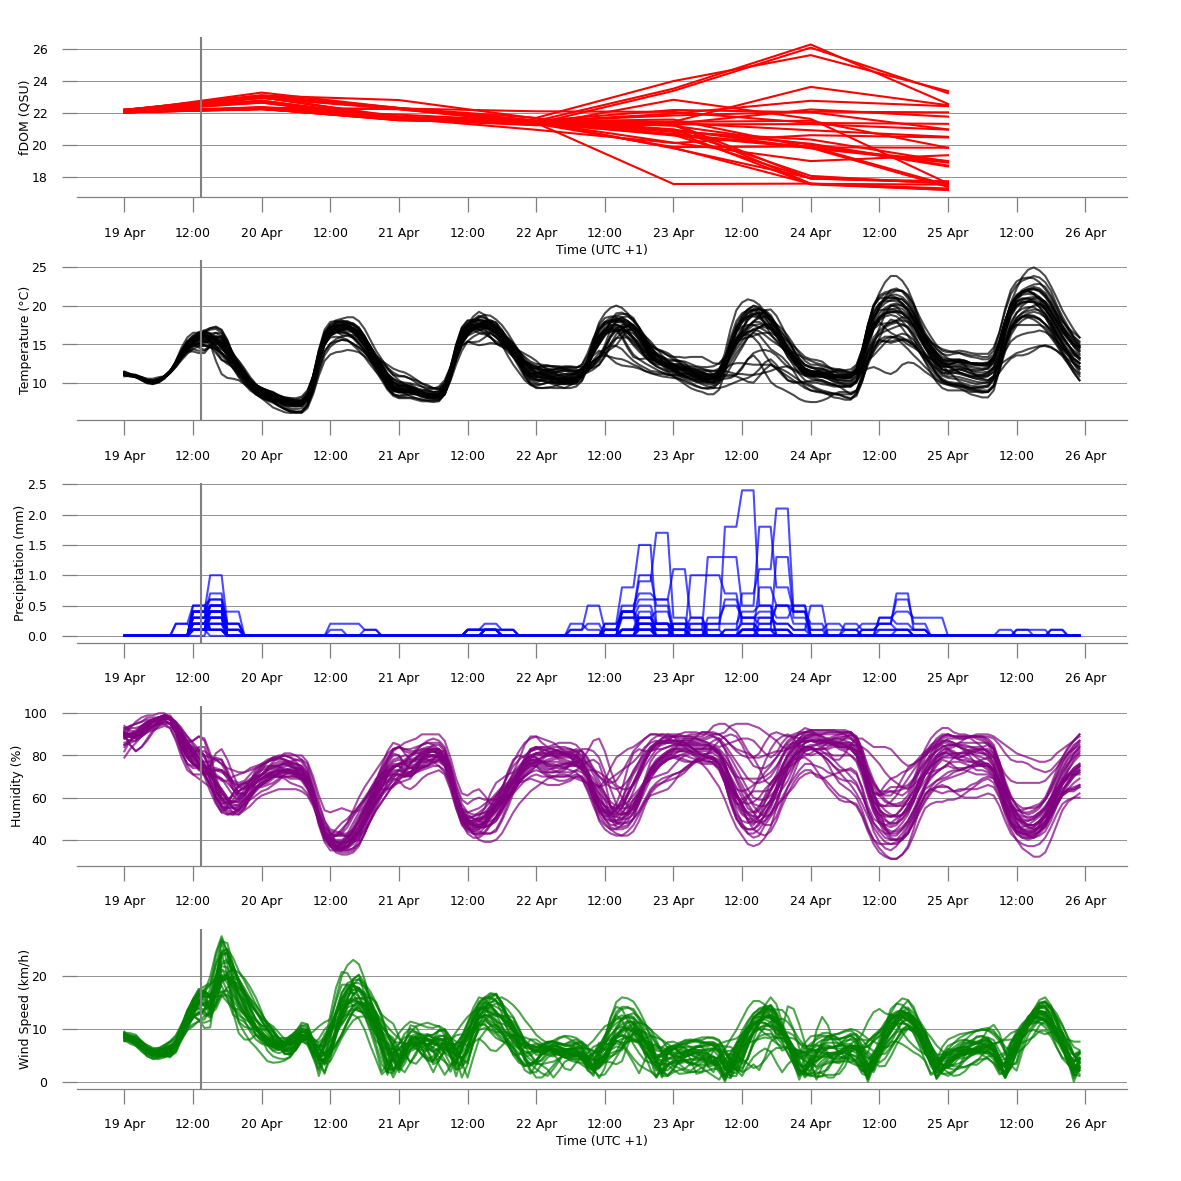 fDOM (QSU)
26
24
22
20
18
19 Apr 12:00 20 Apr 12:00 21 Apr 12:00 22 Apr 12:00 23 Apr 12:00 24 Apr 12:00 25 Apr 12:00 26 Apr
Time (UTC +1)
Temperature (°C)
25
20
15
10
19 Apr 12:00 20 Apr 12:00 21 Apr 12:00 22 Apr 12:00 23 Apr 12:00 24 Apr 12:00 25 Apr 12:00 26 Apr
Precipitation (mm)
2.5
2.0
1.5
1.0
0.5
0.0
19 Apr 12:00 20 Apr 12:00 21 Apr 12:00 22 Apr 12:00 23 Apr 12:00 24 Apr 12:00 25 Apr 12:00 26 Apr
Humidity (%)
100
80
60
40
19 Apr 12:00 20 Apr 12:00 21 Apr 12:00 22 Apr 12:00 23 Apr 12:00 24 Apr 12:00 25 Apr 12:00 26 Apr
Wind Speed (km/h)
20
10
0
19 Apr 12:00 20 Apr 12:00 21 Apr 12:00 22 Apr 12:00 23 Apr 12:00 24 Apr 12:00 25 Apr 12:00 26 Apr
Time (UTC +1)